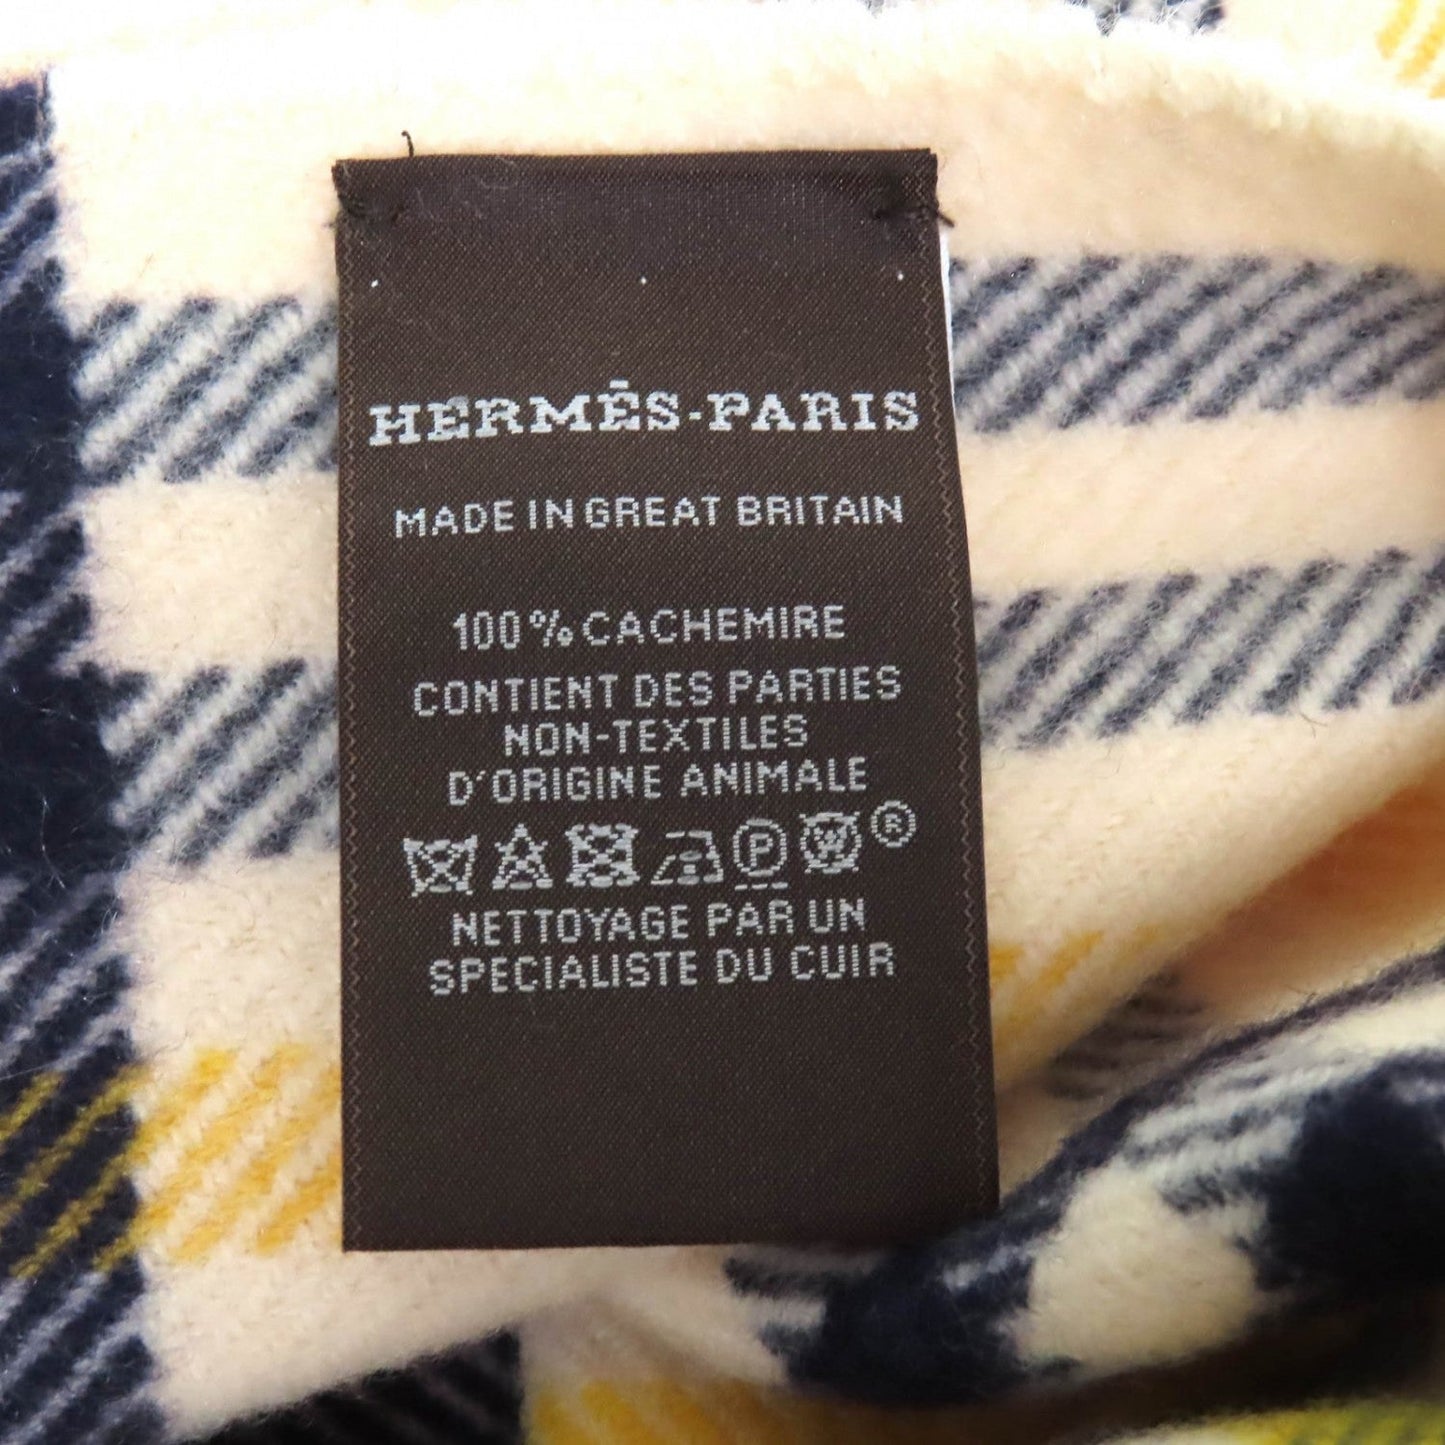 HERMÈS-PARIS
MADE IN GREAT BRITAIN
100% CACHEMIRE
CONTIENT DES PARTIES
NON-TEXTILES
D'ORIGINE ANIMALE
P W ®
NETTOYAGE PAR UN
SPECIALISTE DU CUIR